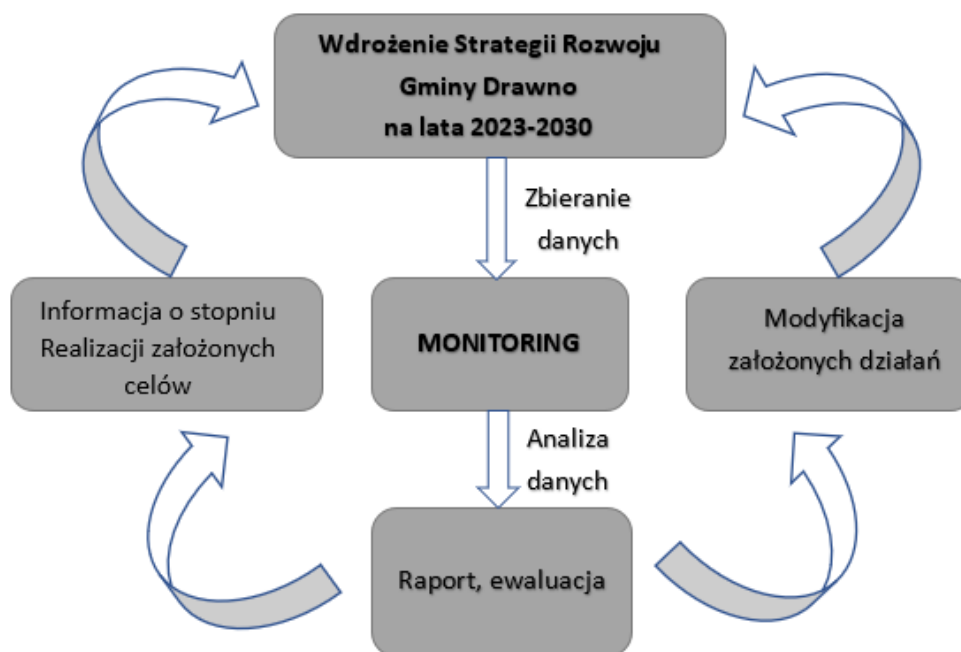 Wdrożenie Strategii Rozwoju
Gminy Drawno
na lata 2023-2030
Zbieranie
danych
Informacja o stopniu
Realizacji założonych
celów
MONITORING
Modyfikacja
założonych działań
Analiza
danych
Raport, ewaluacja